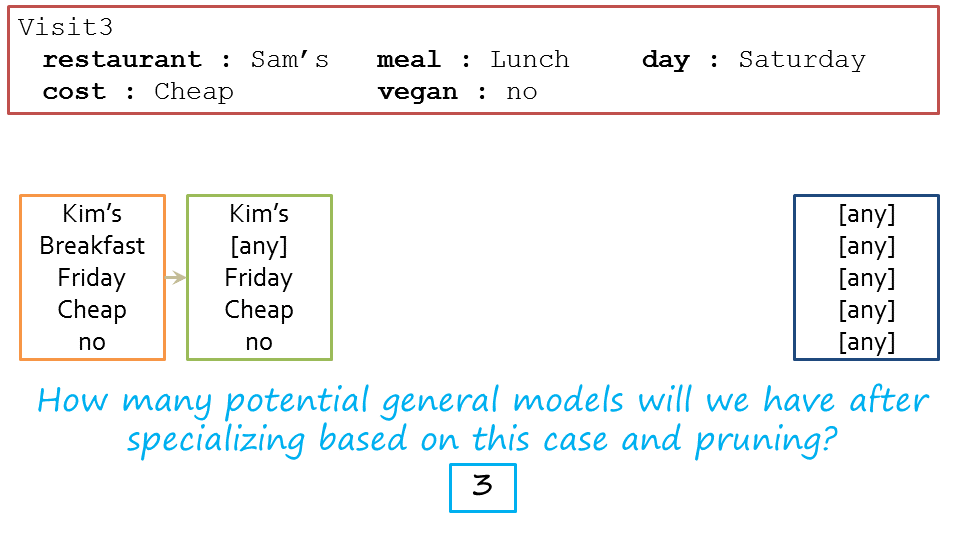 Visit3
restaurant : Sam’s meal : Lunch day : Saturday
cost : Cheap vegan : no
Kim’s
Breakfast
Friday
Cheap
no
Kim’s
[any]
Friday
Cheap
no
[any]
[any]
[any]
[any]
[any]
How many potential general models will we have after
specializing based on this case and pruning?
3